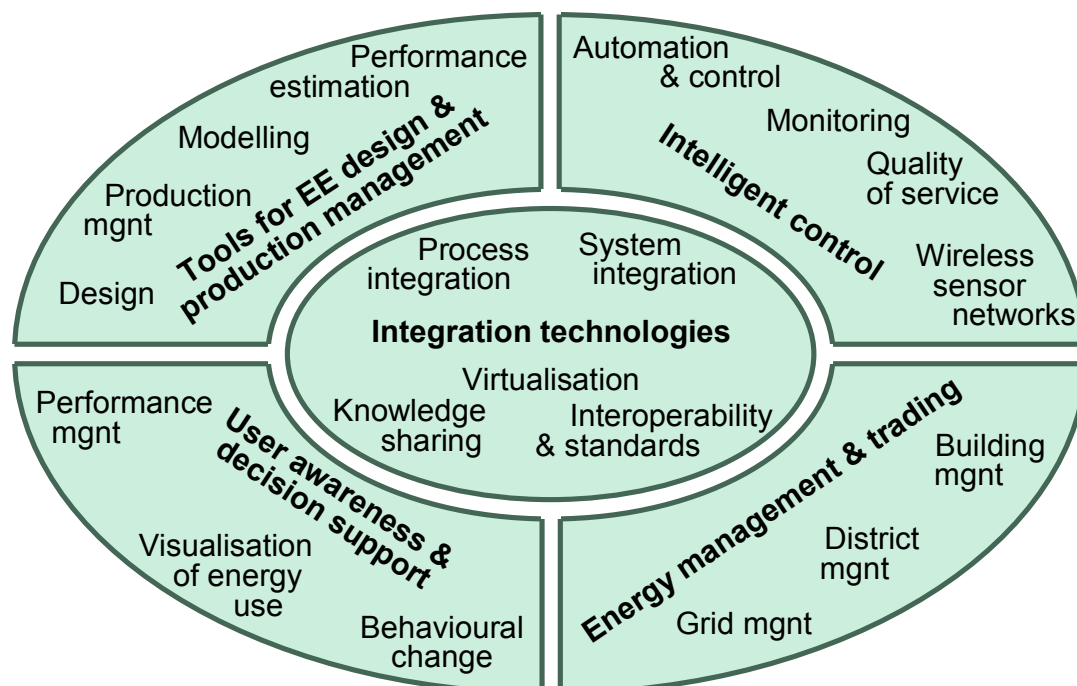 Performance
estimation
Modelling
Production
mgnt
Design
Tools for EE design &
production management
Automation
& control
Monitoring
Quality
of service
Wireless
sensor
networks
Intelligent control
Process
integration
System
integration
Integration technologies
Virtualisation
Knowledge
sharing
Interoperability
& standards
Performance
mgnt
User awareness &
decision support
Visualisation
of energy
use
Behavioural
change
Energy management & trading
Building
mgnt
District
mgnt
Grid mgnt